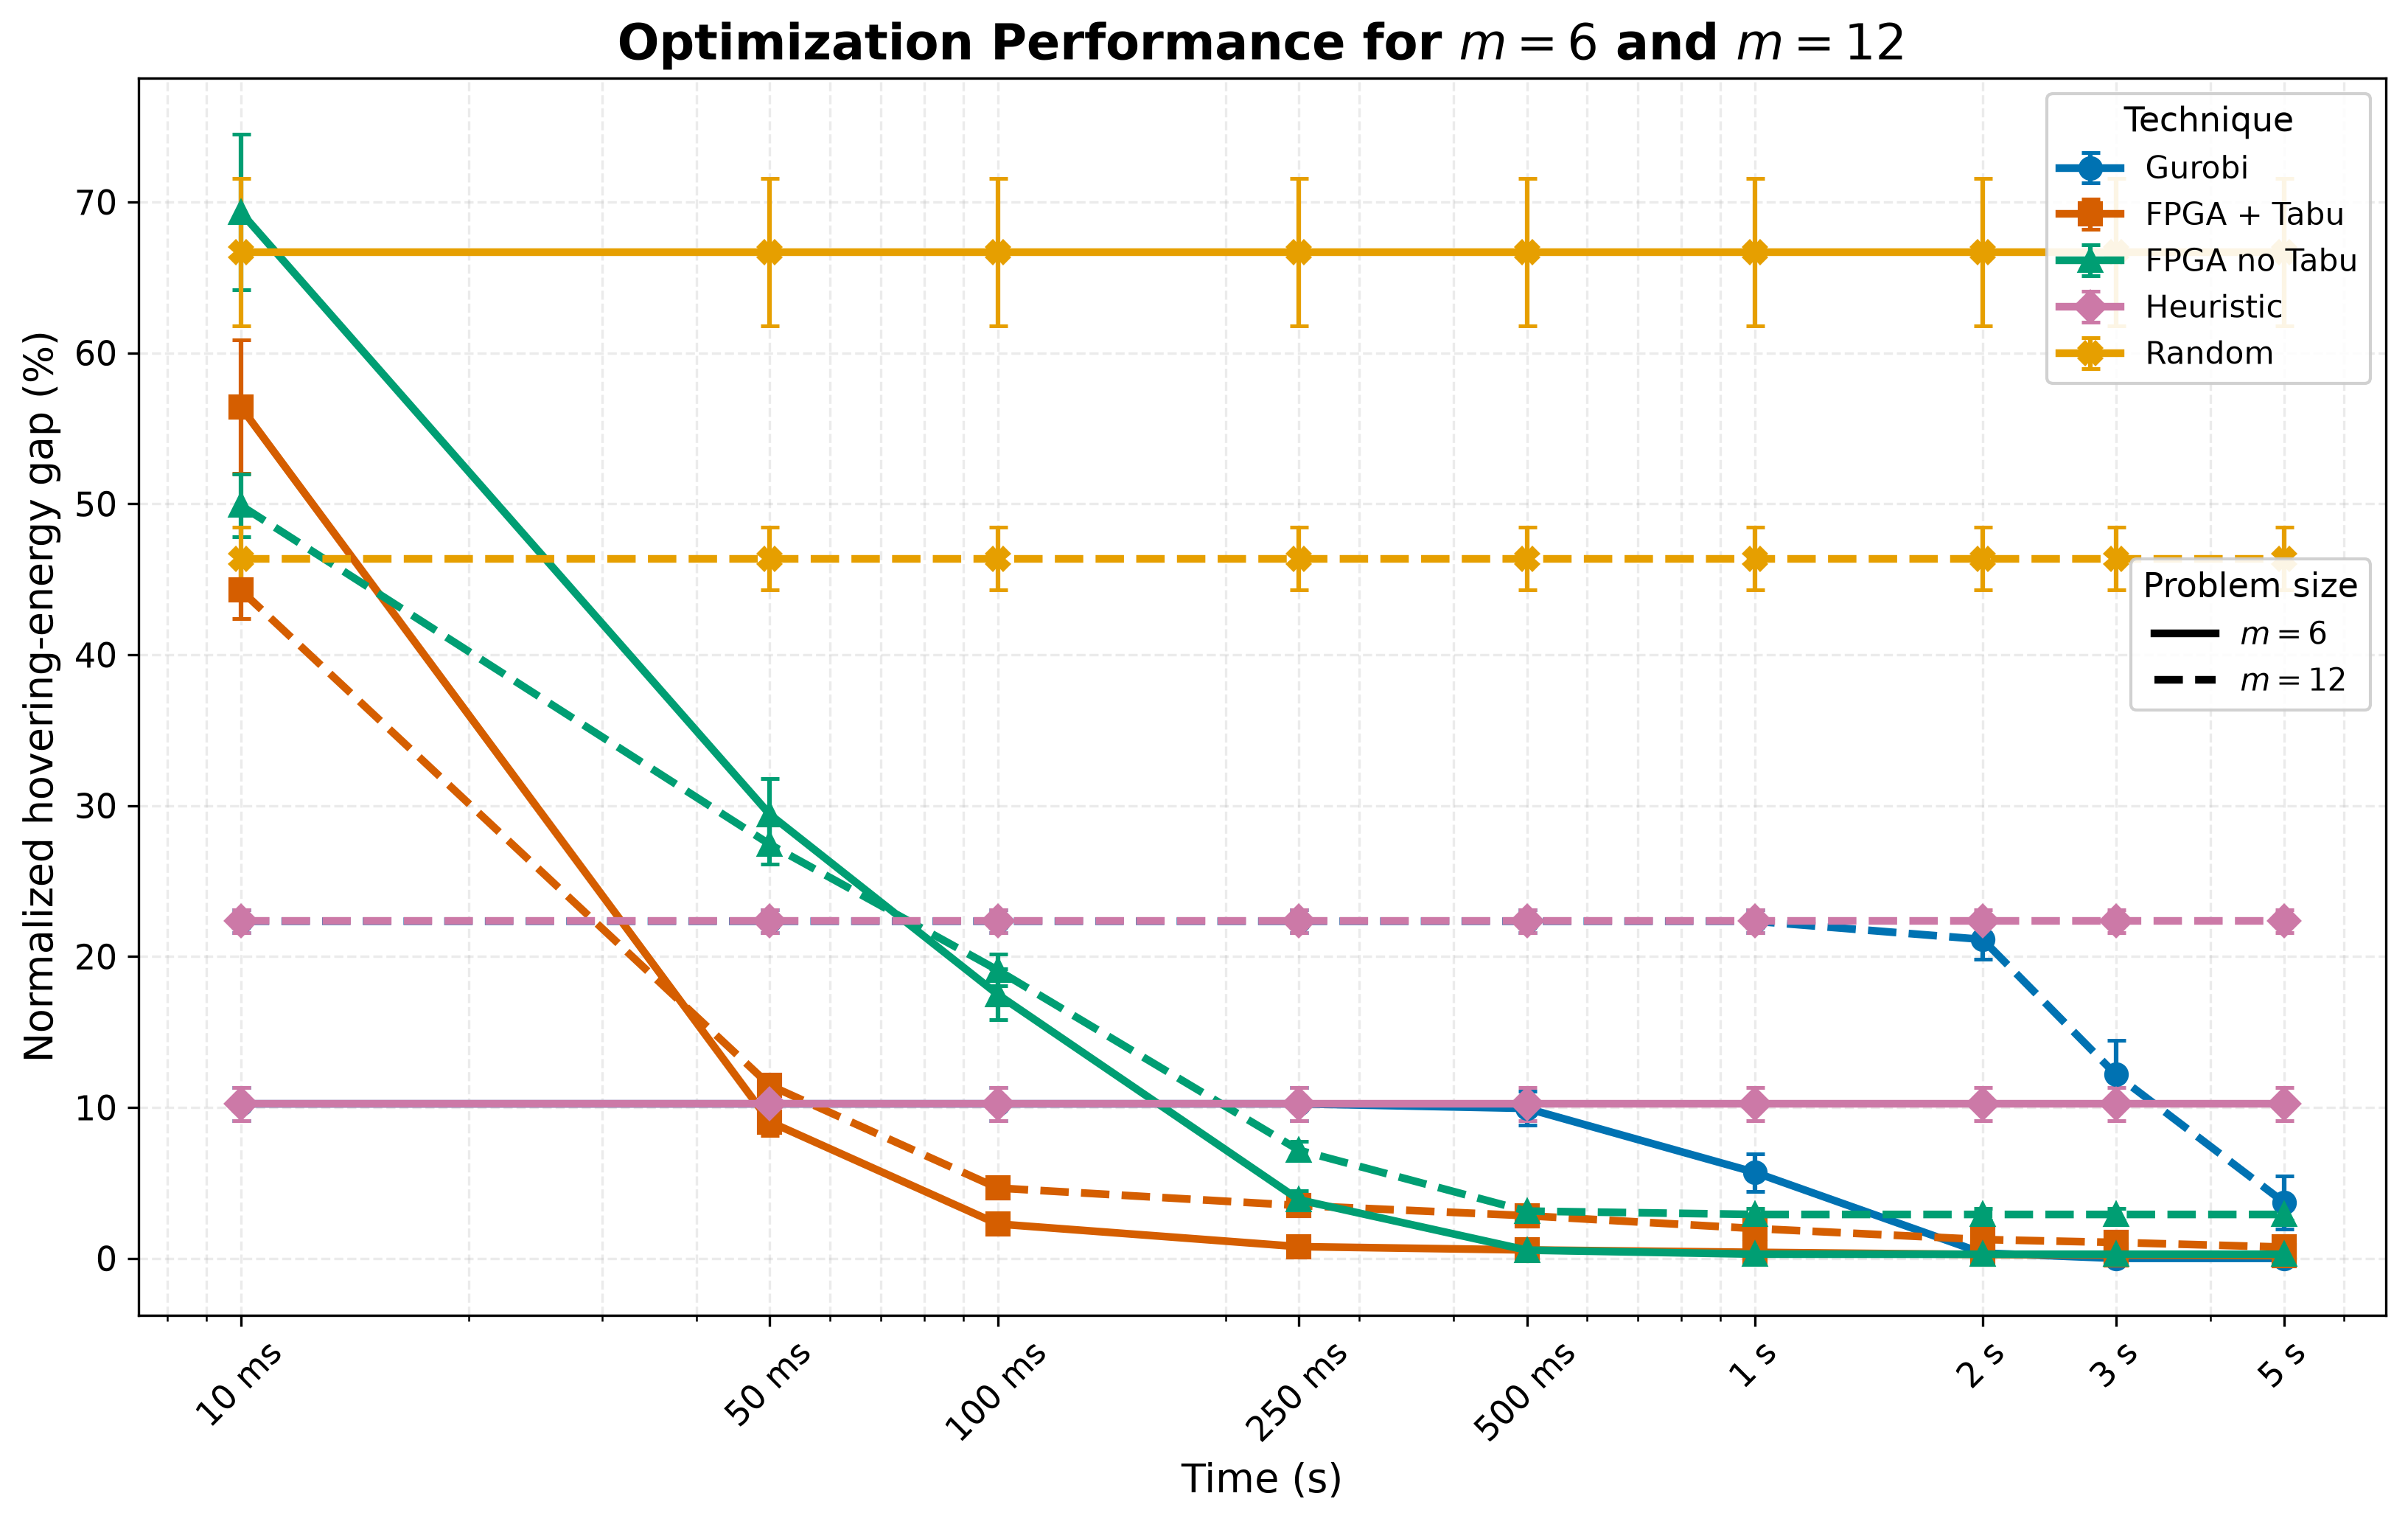 Optimization Performance for m = 6 and m = 12
Normalized hovering-energy gap (%)
70
60
50
40
30
20
10
0
Technique
Gurobi
FPGA + Tabu
FPGA no Tabu
Heuristic
Random
Problem size
m = 6
m = 12
10 ms
50 ms
100 ms
250 ms
500 ms
1 s
2 s
3 s
5 s
Time (s)